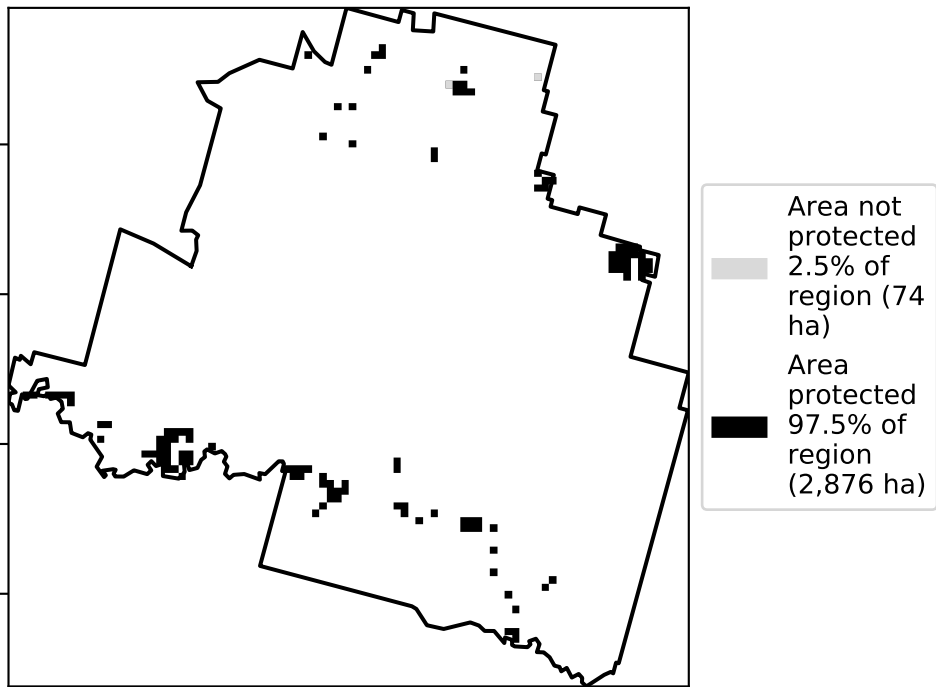 Area not
protected
2.5% of
region (74
ha)
Area
protected
97.5% of
region
(2,876 ha)